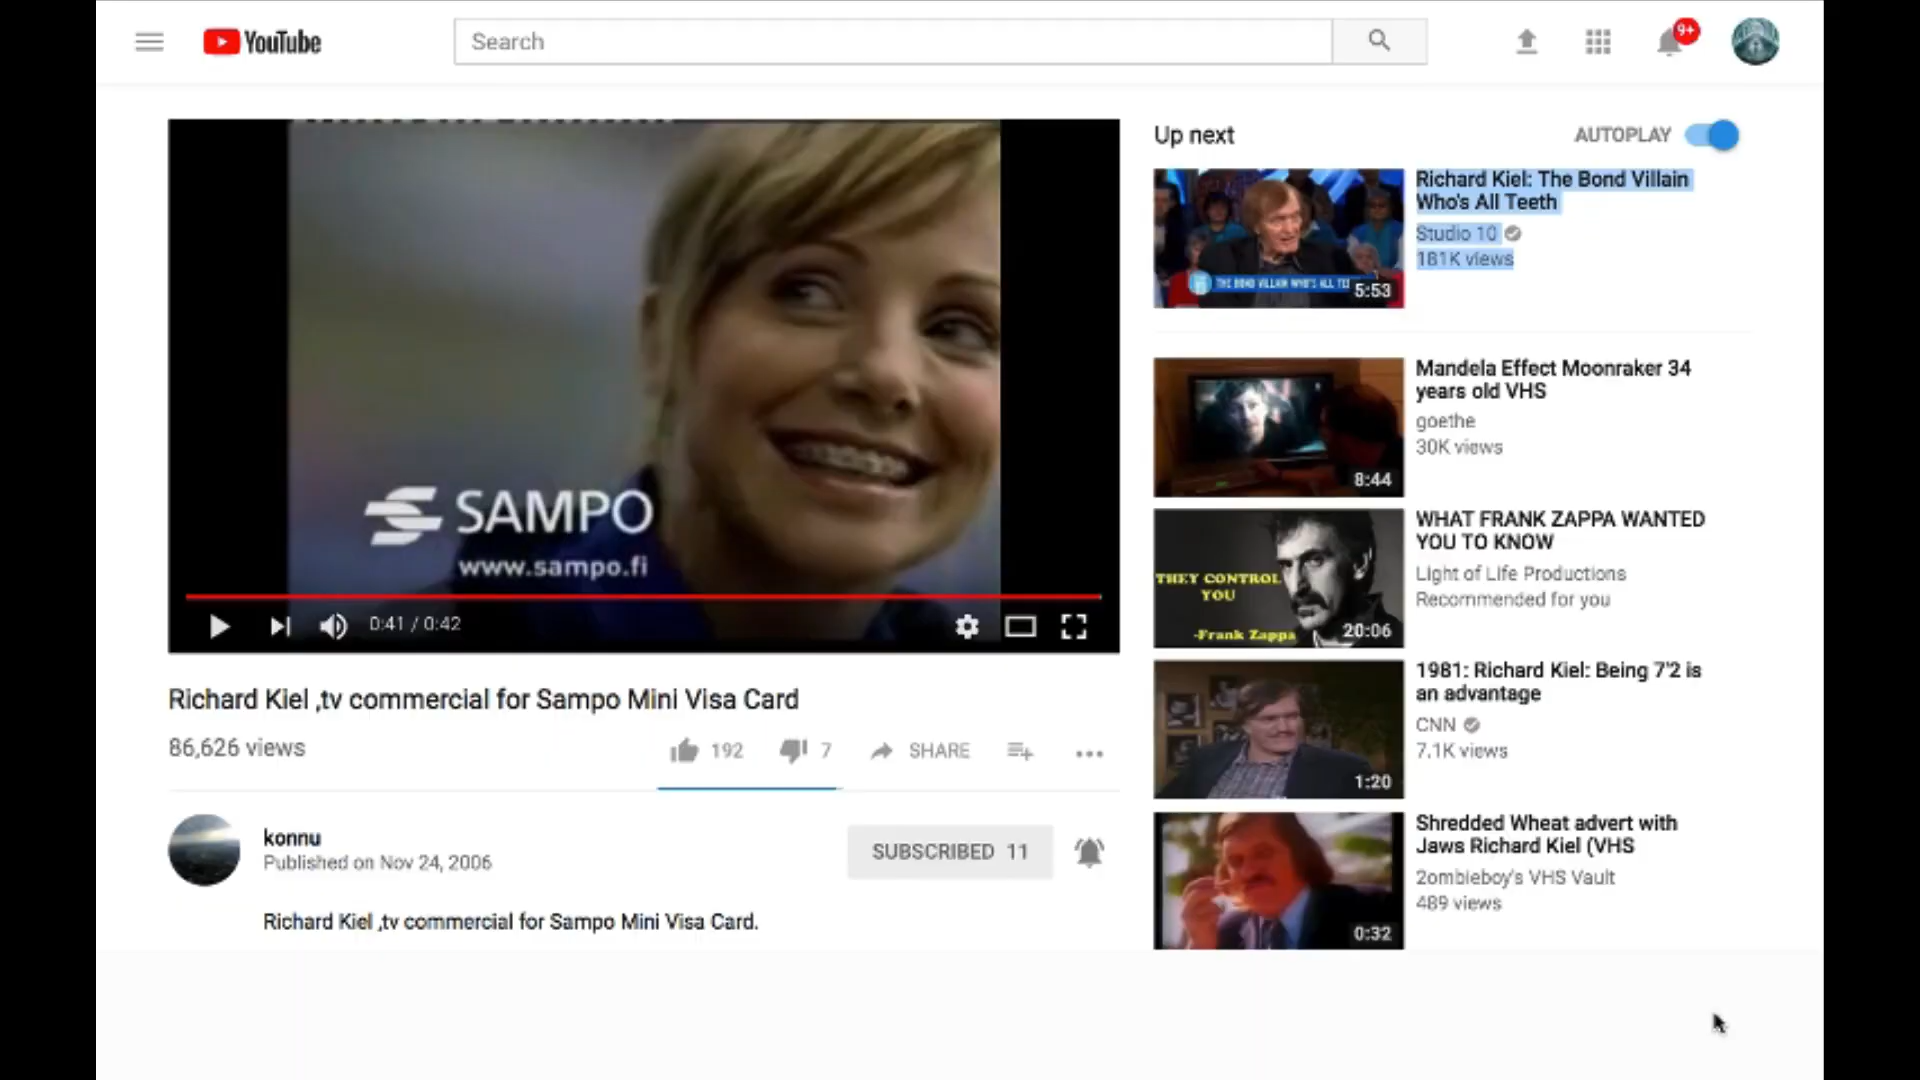 YouTube
Search
9+
SAMPO
www.sampo.fi
0:41 / 0:42
Richard Kiel ,tv commercial for Sampo Mini Visa Card
86,626 views
192
7
SHARE
konnu
Published on Nov 24, 2006
SUBSCRIBED 11
Richard Kiel ,tv commercial for Sampo Mini Visa Card.
Up next
AUTOPLAY
THE BOND VILLAIN WHO'S ALL TEE
5:53
Richard Kiel: The Bond Villain
Who's All Teeth
Studio 10
181K views
8:44
Mandela Effect Moonraker 34
years old VHS
goethe
30K views
THEY CONTROL
YOU
-Frank Zappa
20:06
WHAT FRANK ZAPPA WANTED
YOU TO KNOW
Light of Life Productions
Recommended for you
1:20
1981: Richard Kiel: Being 7'2 is
an advantage
CNN
7.1K views
0:32
Shredded Wheat advert with
Jaws Richard Kiel (VHS
2ombieboy's VHS Vault
489 views